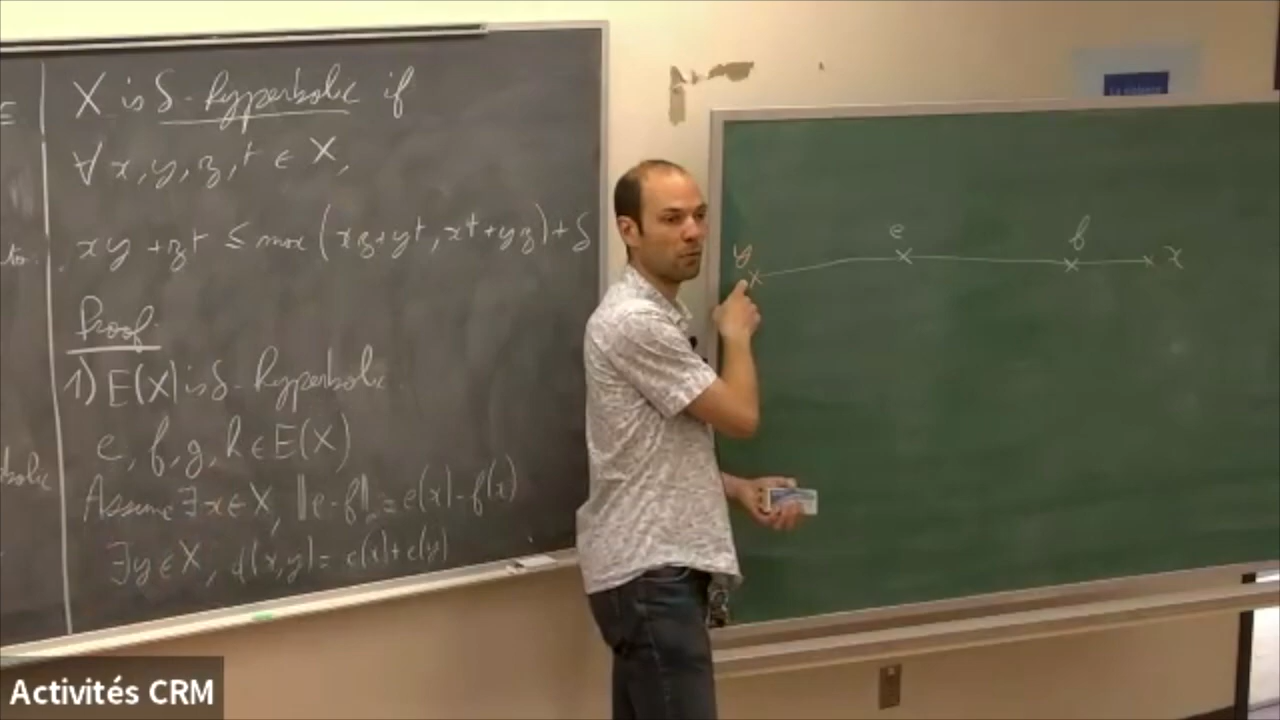 X is δ-hyperbolic if
∀ x, y, z, t ∈ X,
xy + zt ≤ max (xz + yt, xt + yz) + δ
Proof
1) E(X) is δ-hyperbolic.
e, f, g, h ∈ E(X)
Assume ∃ x ∈ X, ||e-f||∞ = e(x) - f(x)
∃ y ∈ X, d(x,y) = e(x) + e(y)
y e f x
Activités CRM